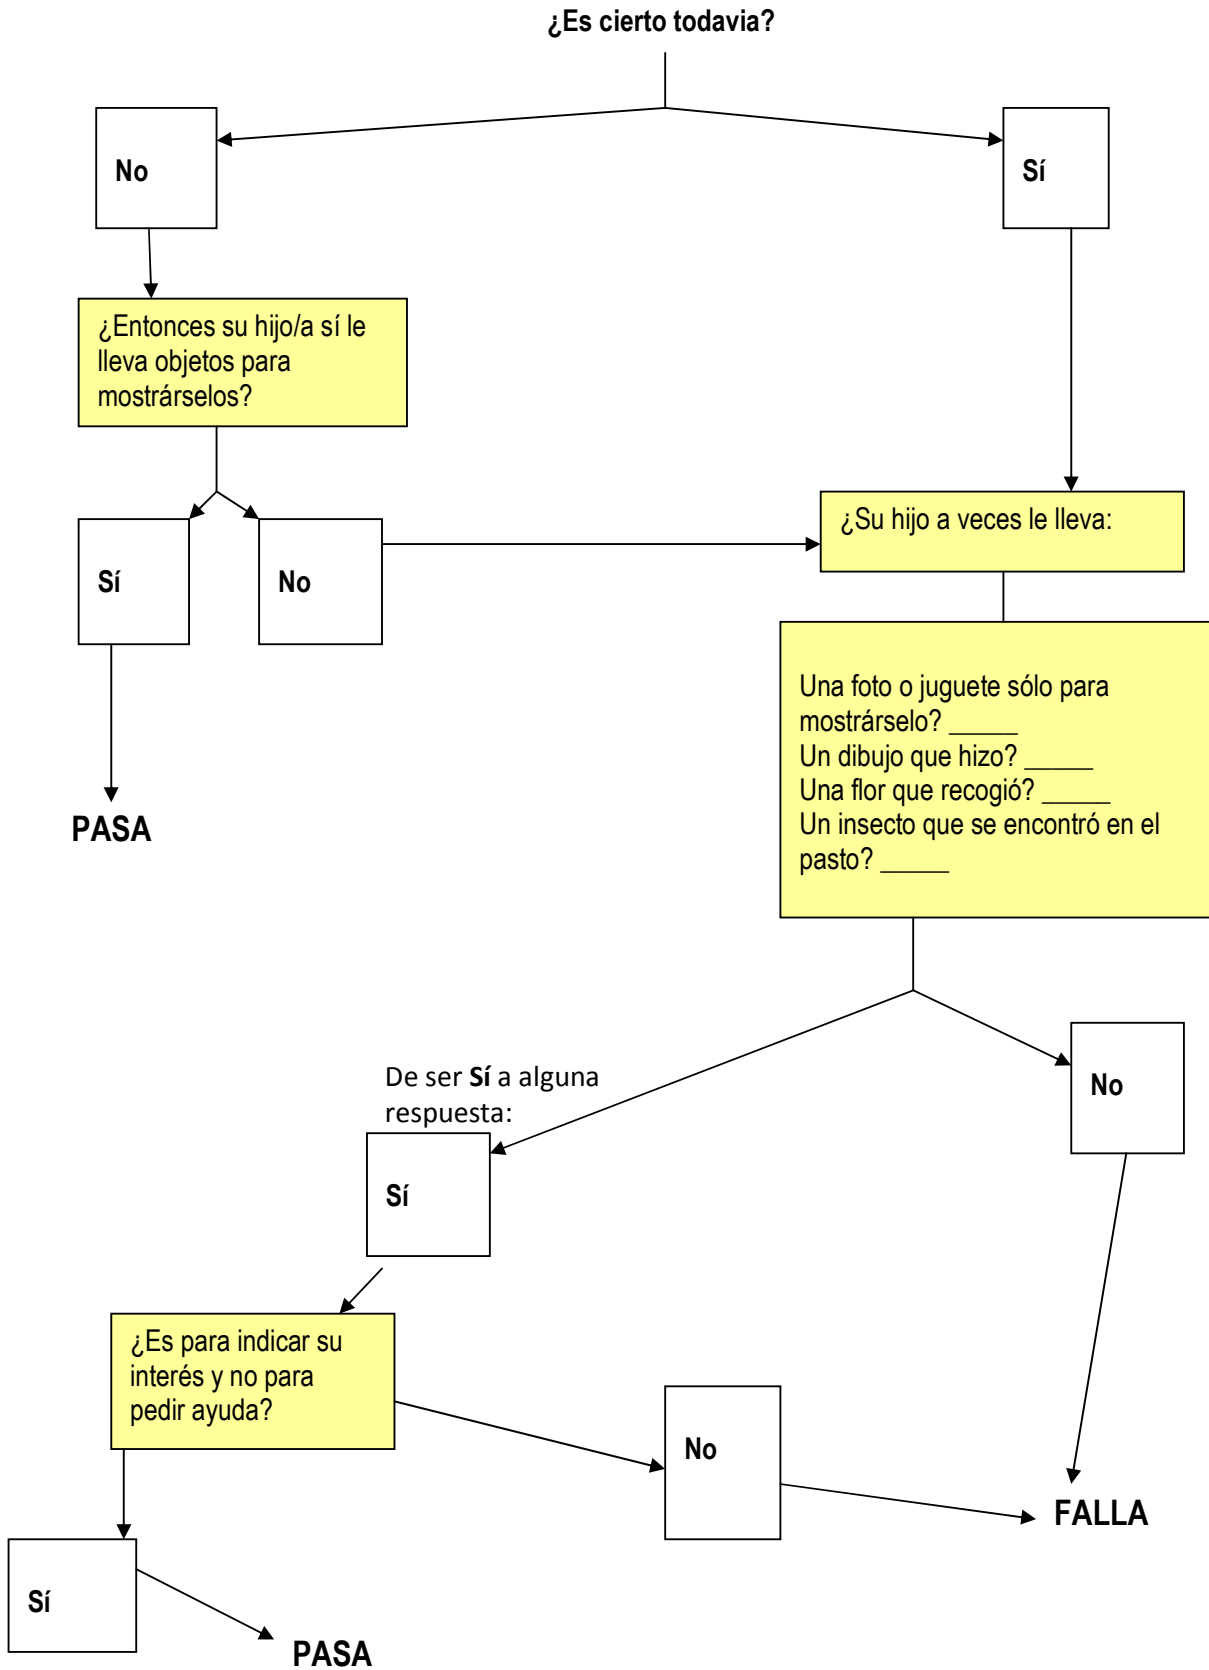 ¿Es cierto todavia?
No
Sí
¿Entonces su hijo/a sí le
lleva objetos para
mostrárselos?
Sí
No
¿Su hijo a veces le lleva:
PASA
Una foto o juguete sólo para
mostrárselo? _____
Un dibujo que hizo? _____
Una flor que recogió? _____
Un insecto que se encontró en el
pasto? _____
De ser Sí a alguna
respuesta:
Sí
No
¿Es para indicar su
interés y no para
pedir ayuda?
No
FALLA
Sí
PASA